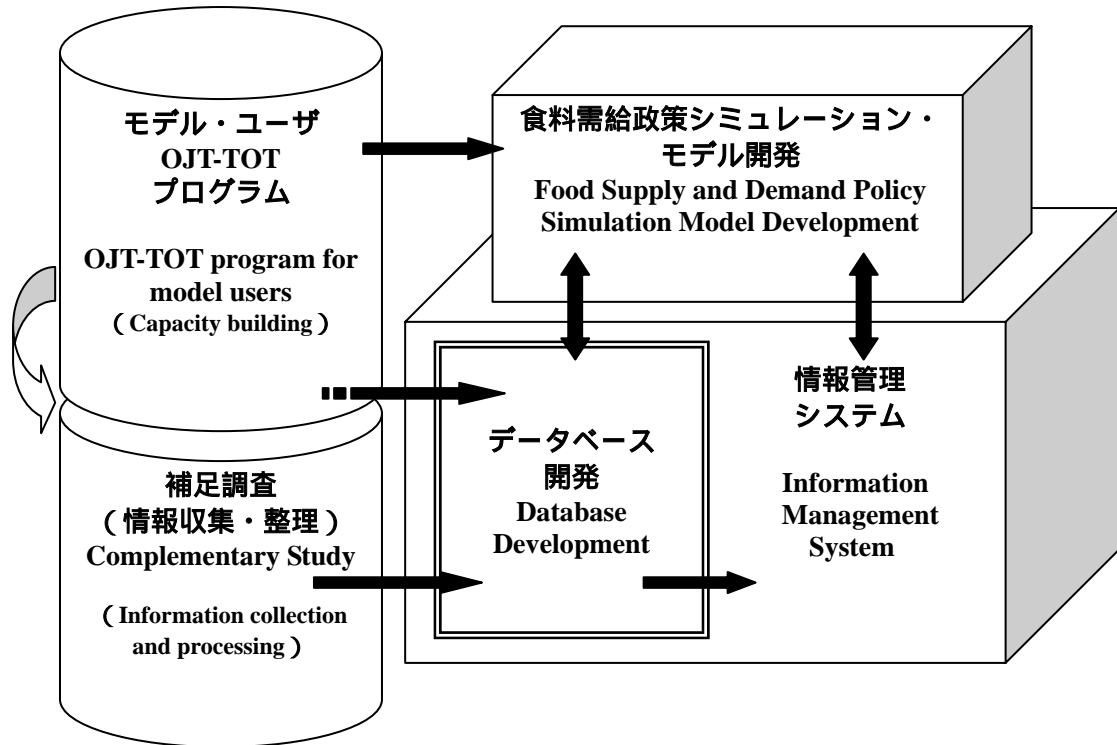 モデル・ユーザ
OJT-TOT
プログラム
OJT-TOT program for
model users
（Capacity building）
補足調査
（情報収集・整理）
Complementary Study
（Information collection
and processing）
食料需給政策シミュレーション・
モデル開発
Food Supply and Demand Policy
Simulation Model Development
データベース
開発
Database
Development
情報管理
システム
Information
Management
System